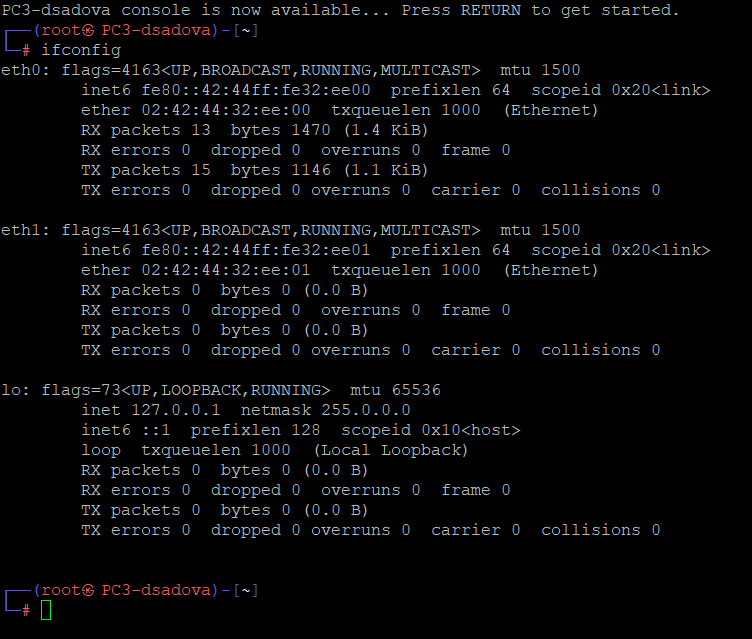 PC3-dsadova console is now available... Press RETURN to get started.
┌──(root㉿ PC3-dsadova)-[~]
└─# ifconfig
eth0: flags=4163<UP,BROADCAST,RUNNING,MULTICAST>  mtu 1500
        inet6 fe80::42:44ff:fe32:ee00  prefixlen 64  scopeid 0x20<link>
        ether 02:42:44:32:ee:00  txqueuelen 1000  (Ethernet)
        RX packets 13  bytes 1470 (1.4 KiB)
        RX errors 0  dropped 0  overruns 0  frame 0
        TX packets 15  bytes 1146 (1.1 KiB)
        TX errors 0  dropped 0 overruns 0  carrier 0  collisions 0

eth1: flags=4163<UP,BROADCAST,RUNNING,MULTICAST>  mtu 1500
        inet6 fe80::42:44ff:fe32:ee01  prefixlen 64  scopeid 0x20<link>
        ether 02:42:44:32:ee:01  txqueuelen 1000  (Ethernet)
        RX packets 0  bytes 0 (0.0 B)
        RX errors 0  dropped 0  overruns 0  frame 0
        TX packets 0  bytes 0 (0.0 B)
        TX errors 0  dropped 0 overruns 0  carrier 0  collisions 0

lo: flags=73<UP,LOOPBACK,RUNNING>  mtu 65536
        inet 127.0.0.1  netmask 255.0.0.0
        inet6 ::1  prefixlen 128  scopeid 0x10<host>
        loop  txqueuelen 1000  (Local Loopback)
        RX packets 0  bytes 0 (0.0 B)
        RX errors 0  dropped 0  overruns 0  frame 0
        TX packets 0  bytes 0 (0.0 B)
        TX errors 0  dropped 0 overruns 0  carrier 0  collisions 0

┌──(root㉿ PC3-dsadova)-[~]
└─#